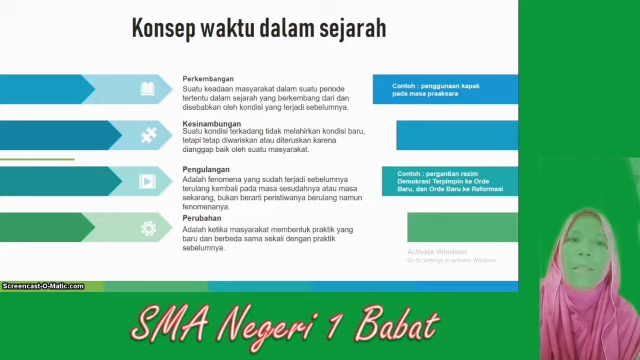 Konsep waktu dalam sejarah
Perkembangan
Suatu keadaan masyarakat dalam suatu periode
tertentu dalam sejarah yang berkembang dari dan
disebabkan oleh kondisi yang terjadi sebelumnya.
Contoh : penggunaan kapak
pada masa praaksara
Kesinambungan
Suatu kondisi terkadang tidak melahirkan kondisi baru,
tetapi tetap diwariskan atau diteruskan karena
dianggap baik oleh suatu masyarakat.
Pengulangan
Adalah fenomena yang sudah terjadi sebelumnya
terulang kembali pada masa sesudahnya atau masa
sekarang, bukan berarti peristiwanya berulang namun
fenomenanya.
Contoh : pergantian rezim
Demokrasi Terpimpin ke Orde
Baru, dan Orde Baru ke Reformasi
Perubahan
Adalah ketika masyarakat membentuk praktik yang
baru dan berbeda sama sekali dengan praktik
sebelumnya.
Activate Windows
Go to Settings to activate Windows.
Screencast-O-Matic.com
SMA Negeri 1 Babat